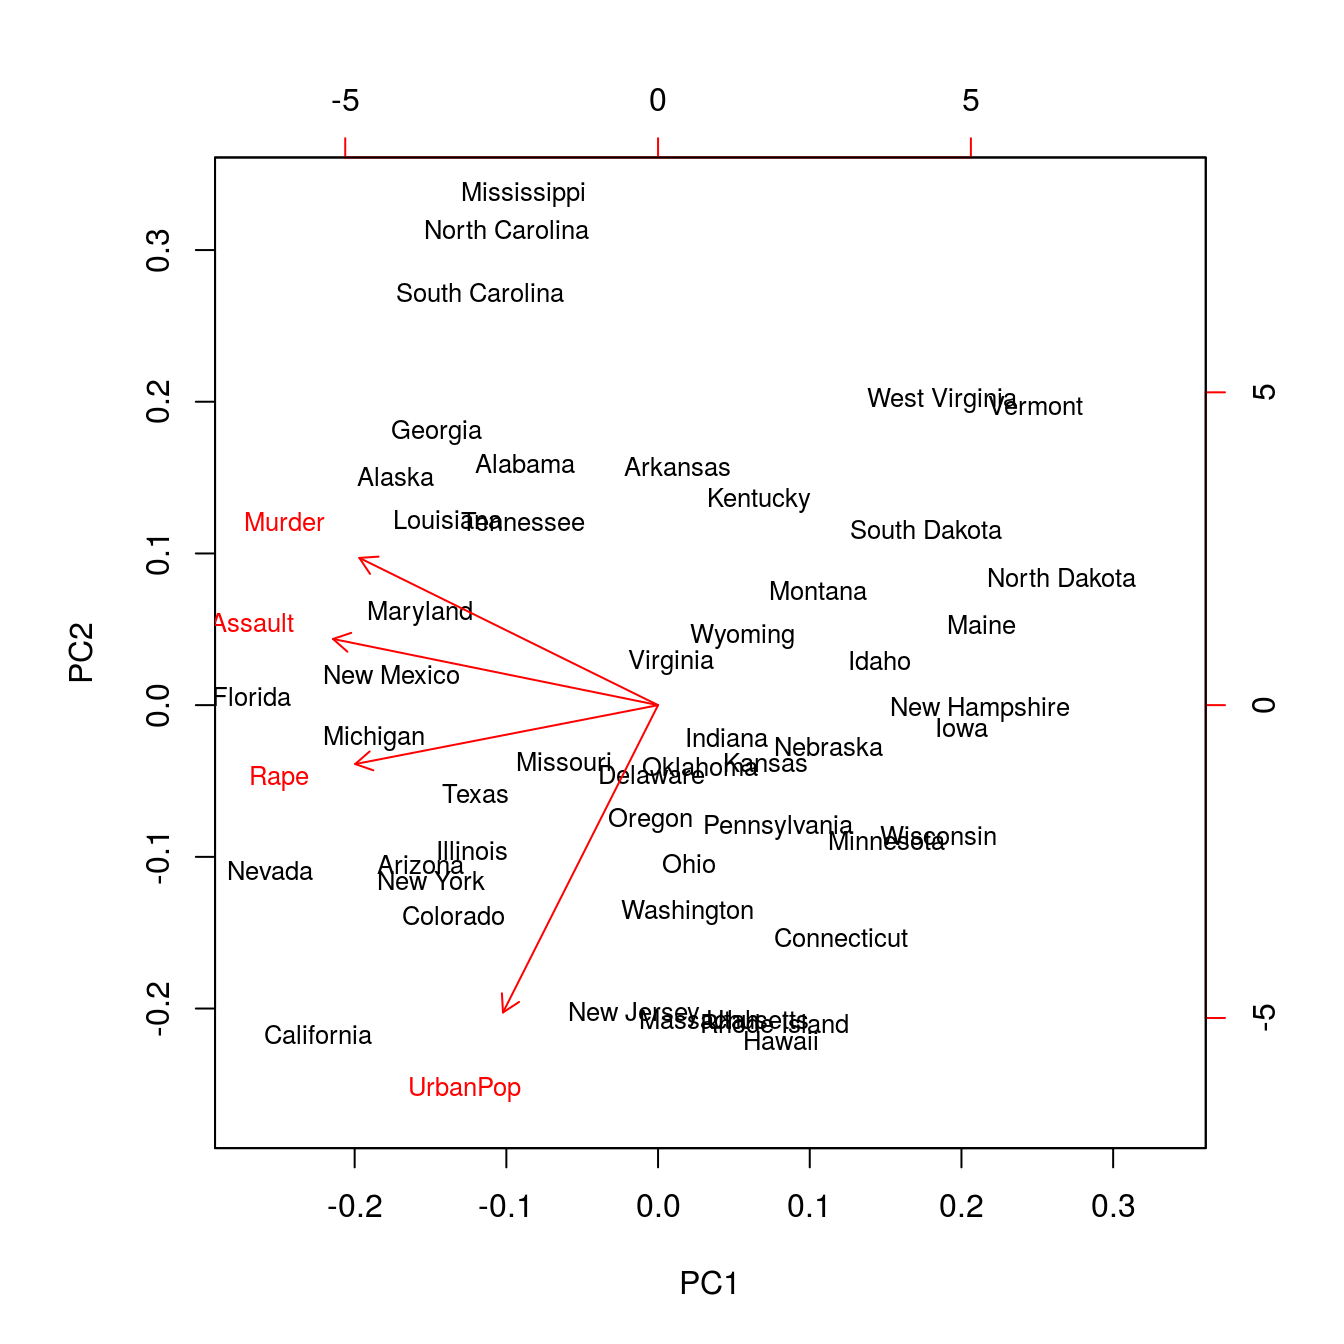 -5 0 5
Mississippi
North Carolina
South Carolina
0.3
0.2
0.1
0.0
-0.1
-0.2
PC2
West Virginia
Vermont
5
Georgia
Alabama
Arkansas
Alaska
Kentucky
Murder
Louisiana
Tennessee
South Dakota
North Dakota
Montana
Maryland
Assault
Maine
Wyoming
Virginia
Idaho
New Mexico
Florida
New Hampshire
0
Iowa
Michigan
Indiana
Nebraska
Missouri
Oklahoma
Kansas
Delaware
Rape
Texas
Oregon
Pennsylvania
Wisconsin
Minnesota
Illinois
Arizona
Ohio
Nevada
New York
Colorado
Washington
Connecticut
New Jersey
Massachusetts
Rhode Island
-5
California
Hawaii
UrbanPop
-0.2 -0.1 0.0 0.1 0.2 0.3
PC1